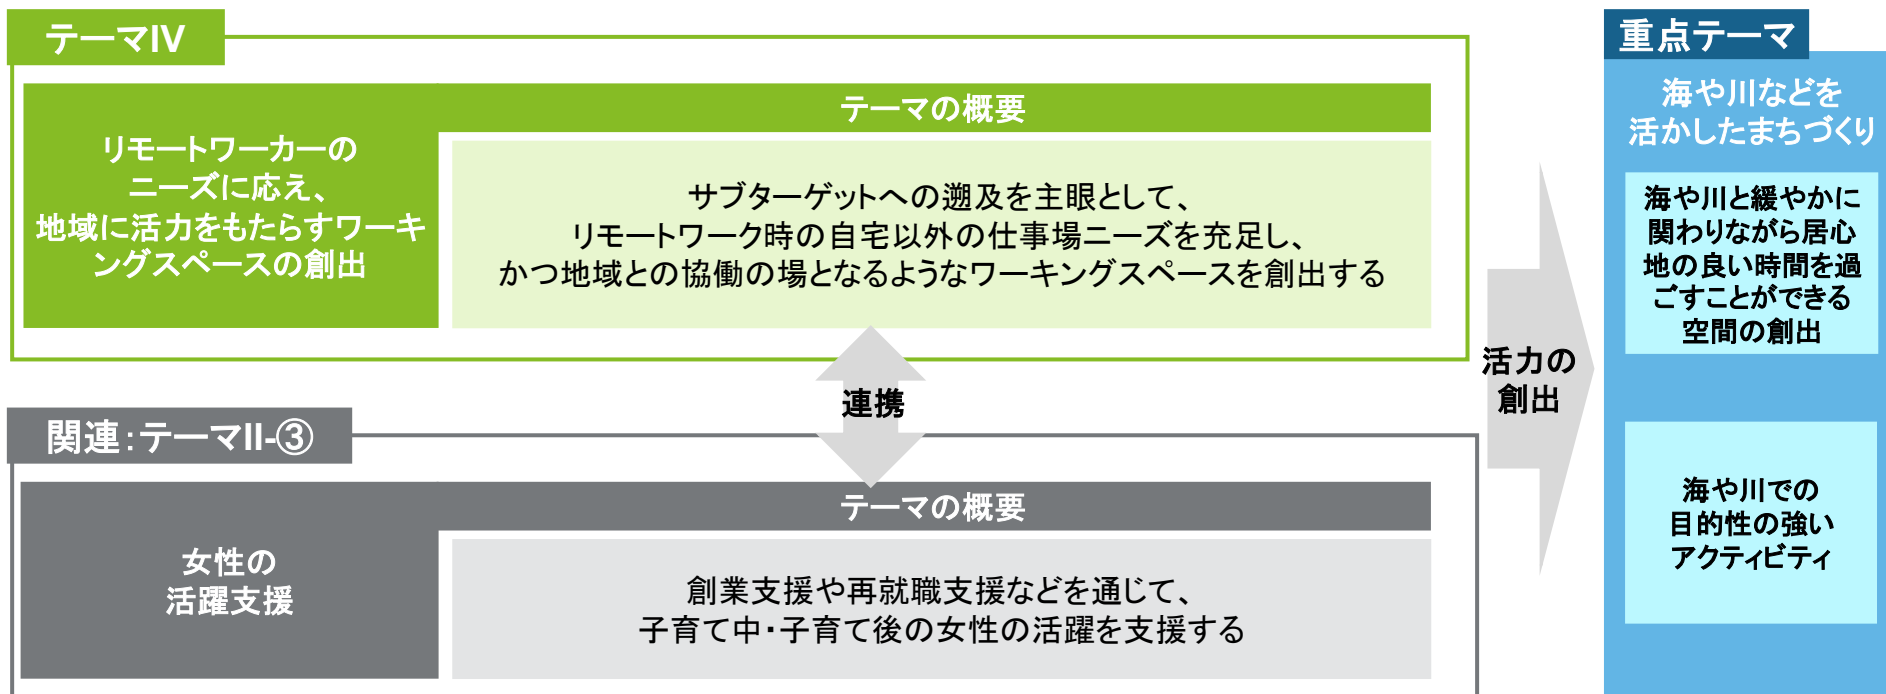 テーマIV
リモートワーカーの
ニーズに応え、
地域に活力をもたらすワーキ
ングスペースの創出
テーマの概要
サブターゲットへの遡及を主眼として、
リモートワーク時の自宅以外の仕事場ニーズを充足し、
かつ地域との協働の場となるようなワーキングスペースを創出する
連携
関連：テーマII-③
女性の
活躍支援
テーマの概要
創業支援や再就職支援などを通じて、
子育て中・子育て後の女性の活躍を支援する
活力の
創出
重点テーマ
海や川などを
活かしたまちづくり
海や川と緩やかに
関わりながら居心
地の良い時間を過
ごすことができる
空間の創出
海や川での
目的性の強い
アクティビティ